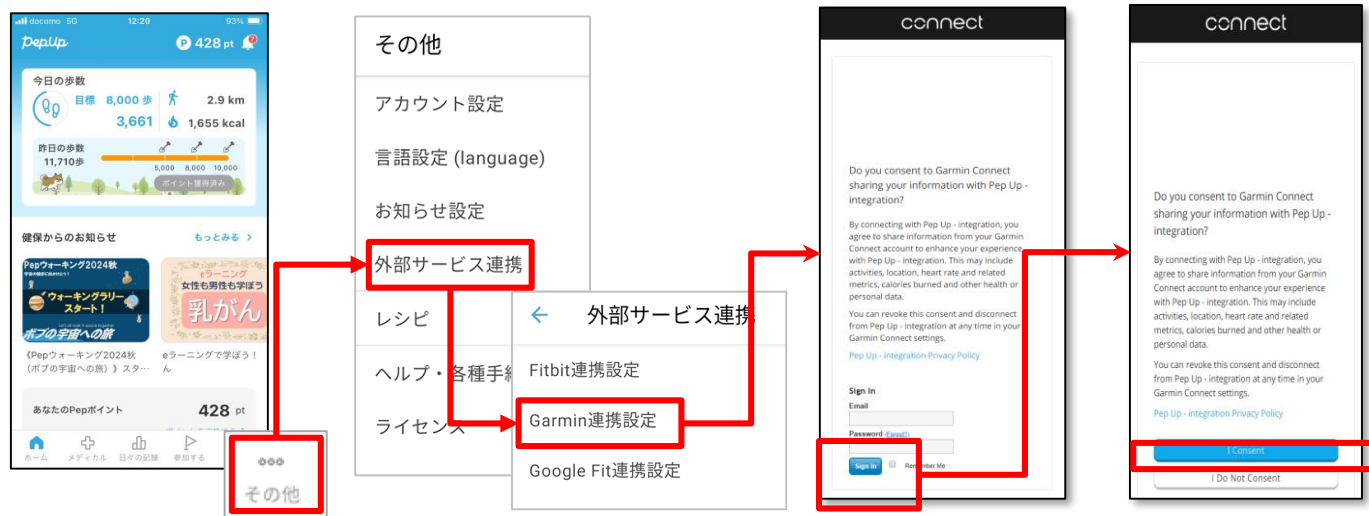 docomo 5G 12:20 93%
PepUp
P 428 pt 2
今日の歩数
目標 8,000 歩 2.9 km
3,661 1,655 kcal
昨日の歩数
11,710歩
5,000 8,000 10,000
ポイント獲得済み
健保からのお知らせ もっとみる >
Pepウォーキング2024秋
ウォーキングラリー
スタート!
ボブの宇宙への旅
《Pepウォーキング2024秋
(ボブの宇宙への旅)》スタ…
eラーニング
女性も男性も学ぼう
乳がん
eラーニングで学ぼう!
ん
あなたのPepポイント 428 pt
ホーム メディカル 日々の記録 参加する
その他
その他
アカウント設定
言語設定 (language)
お知らせ設定
外部サービス連携
レシピ
ヘルプ・各種手続
ライセンス
← 外部サービス連携
Fitbit連携設定
Garmin連携設定
Google Fit連携設定
connect
Do you consent to Garmin Connect
sharing your information with Pep Up -
integration?
By connecting with Pep Up - integration, you
agree to share information from your Garmin
Connect account to enhance your experience
with Pep Up - integration. This may include
activities, location, heart rate and related
metrics, calories burned and other health or
personal data.
You can revoke this consent and disconnect
from Pep Up - integration at any time in your
Garmin Connect settings.
Pep Up - integration Privacy Policy
Sign In
Email
Password (Forgot?)
Sign In Remember Me
connect
Do you consent to Garmin Connect
sharing your information with Pep Up -
integration?
By connecting with Pep Up - integration, you
agree to share information from your Garmin
Connect account to enhance your experience
with Pep Up - integration. This may include
activities, location, heart rate and related
metrics, calories burned and other health or
personal data.
You can revoke this consent and disconnect
from Pep Up - integration at any time in your
Garmin Connect settings.
Pep Up - integration Privacy Policy
I Consent
I Do Not Consent